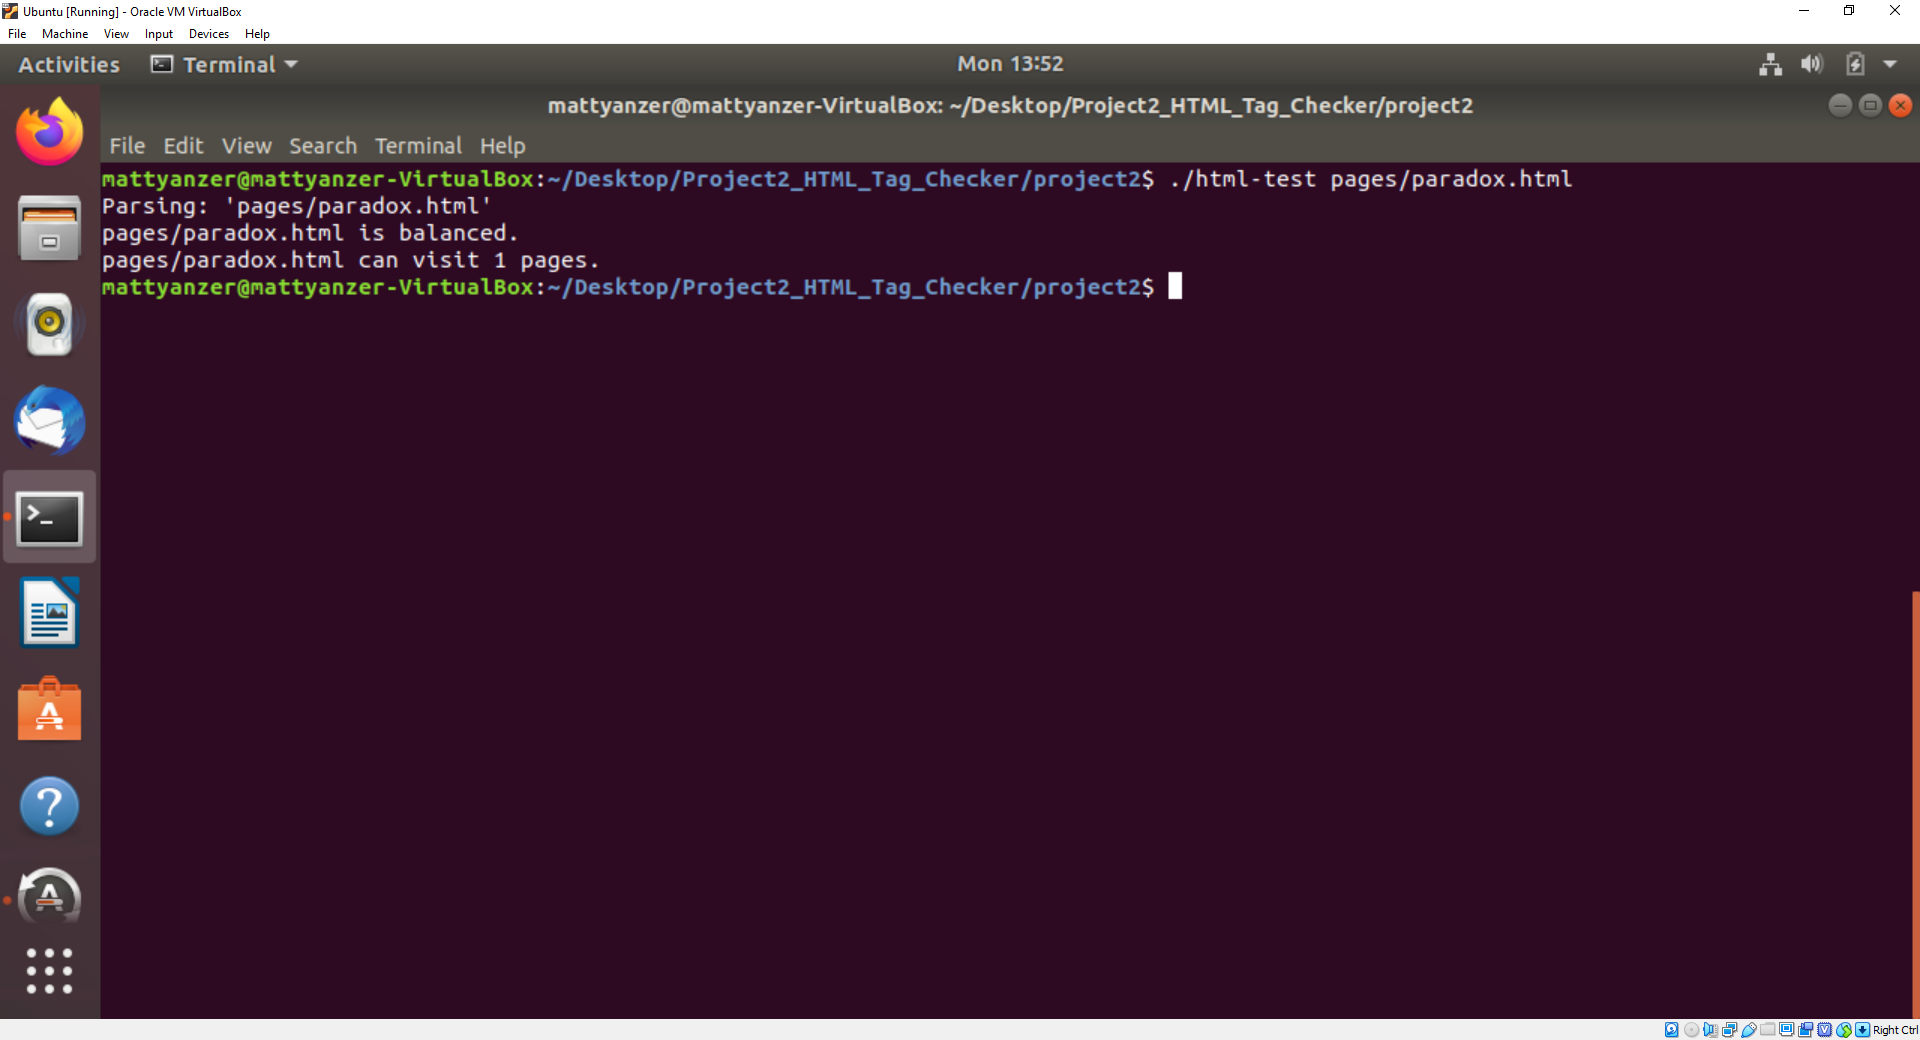 Ubuntu [Running] - Oracle VM VirtualBox
File Machine View Input Devices Help
Activities Terminal Mon 13:52
mattyanzer@mattyanzer-VirtualBox: ~/Desktop/Project2_HTML_Tag_Checker/project2
File Edit View Search Terminal Help
mattyanzer@mattyanzer-VirtualBox:~/Desktop/Project2_HTML_Tag_Checker/project2$ ./html-test pages/paradox.html
Parsing: 'pages/paradox.html'
pages/paradox.html is balanced.
pages/paradox.html can visit 1 pages.
mattyanzer@mattyanzer-VirtualBox:~/Desktop/Project2_HTML_Tag_Checker/project2$
Right Ctrl